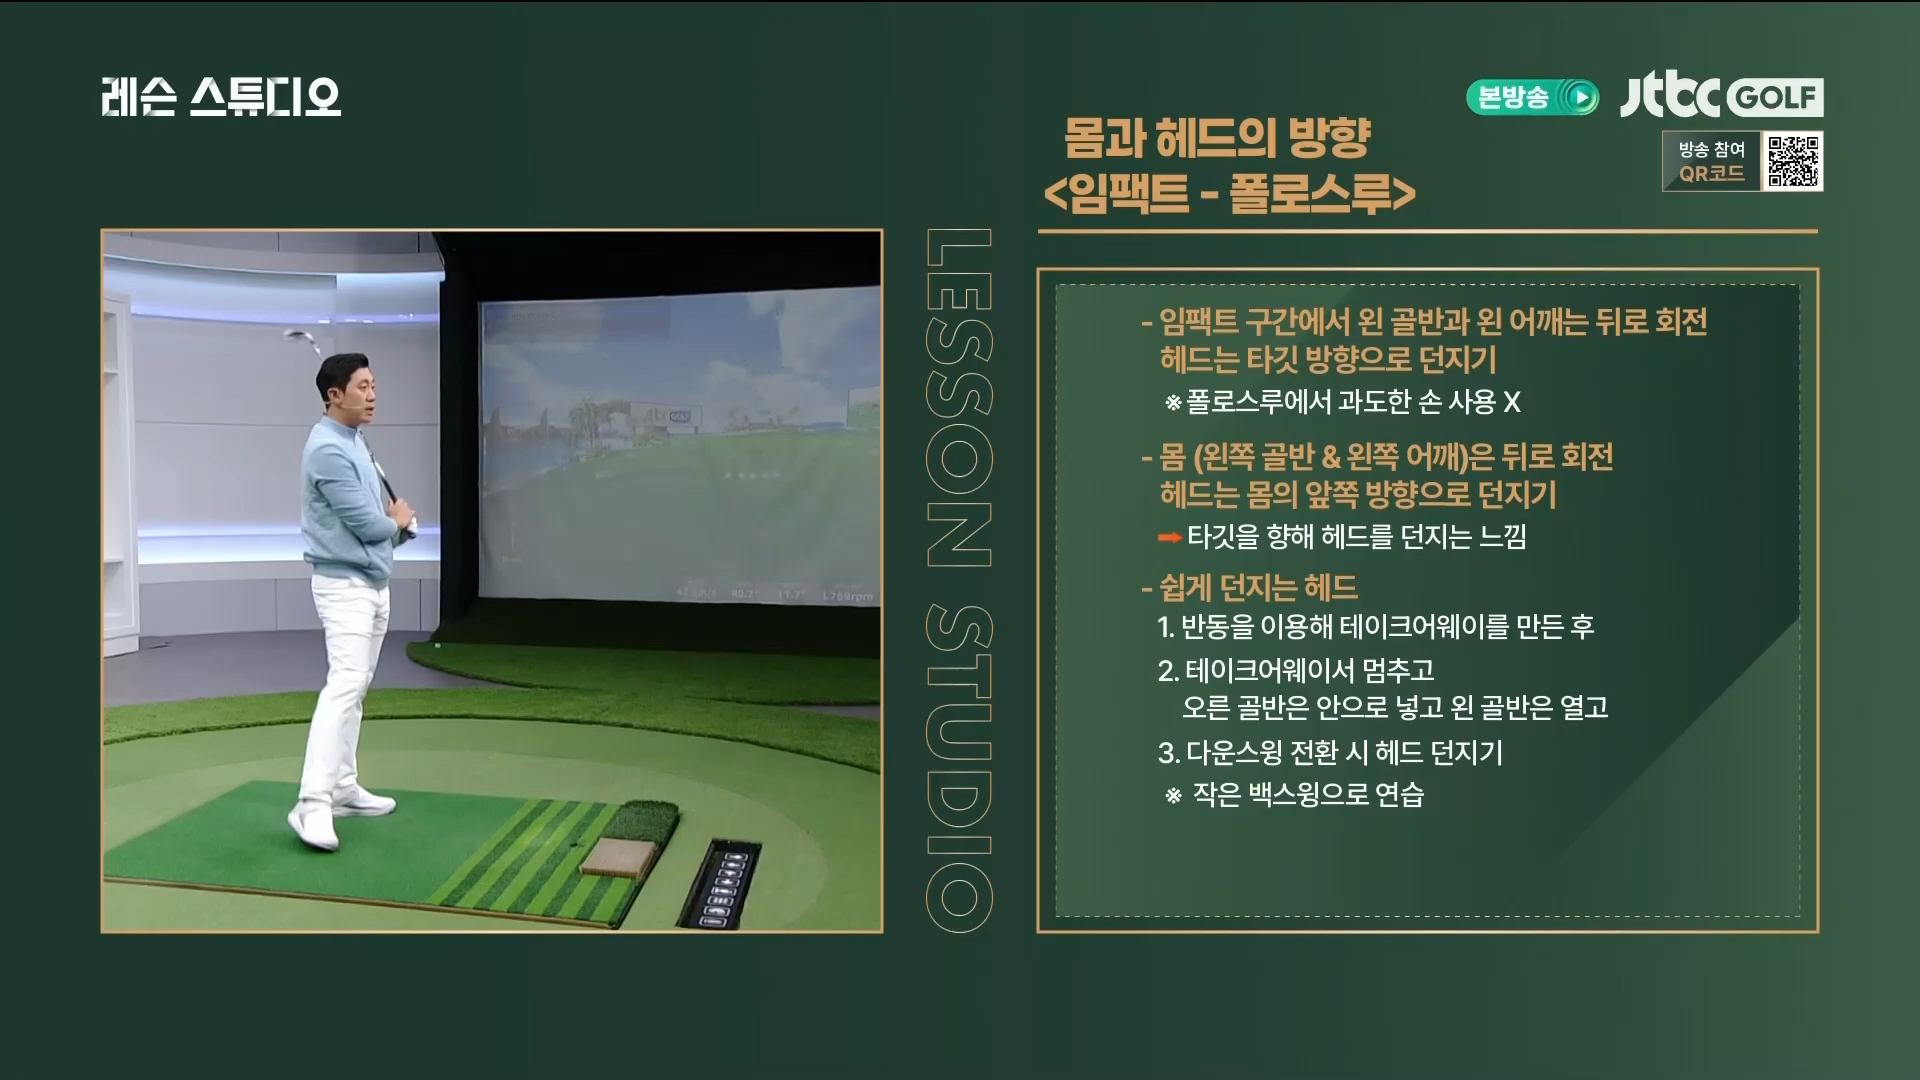 레슨 스튜디오
본방송
jtbc GOLF
방송 참여
QR코드
몸과 헤드의 방향
<임팩트 - 폴로스루>
LESSON STUDIO
- 임팩트 구간에서 왼 골반과 왼 어깨는 뒤로 회전
헤드는 타깃 방향으로 던지기
※ 폴로스루에서 과도한 손 사용 X
- 몸 (왼쪽 골반 & 왼쪽 어깨)은 뒤로 회전
헤드는 몸의 앞쪽 방향으로 던지기
➡ 타깃을 향해 헤드를 던지는 느낌
- 쉽게 던지는 헤드
1. 반동을 이용해 테이크어웨이를 만든 후
2. 테이크어웨이서 멈추고
오른 골반은 안으로 넣고 왼 골반은 열고
3. 다운스윙 전환 시 헤드 던지기
※ 작은 백스윙으로 연습
jtbc GOLF